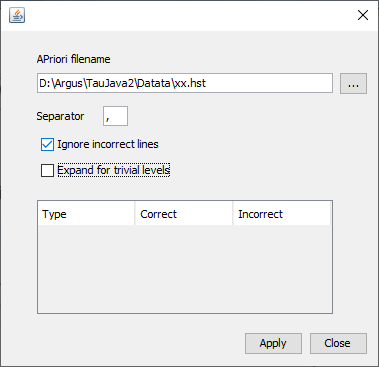 APriori filename
D:\Argus\TauJava2\Datata\xx.hst
...
Separator ,
Ignore incorrect lines
Expand for trivial levels
Type Correct Incorrect
Apply Close